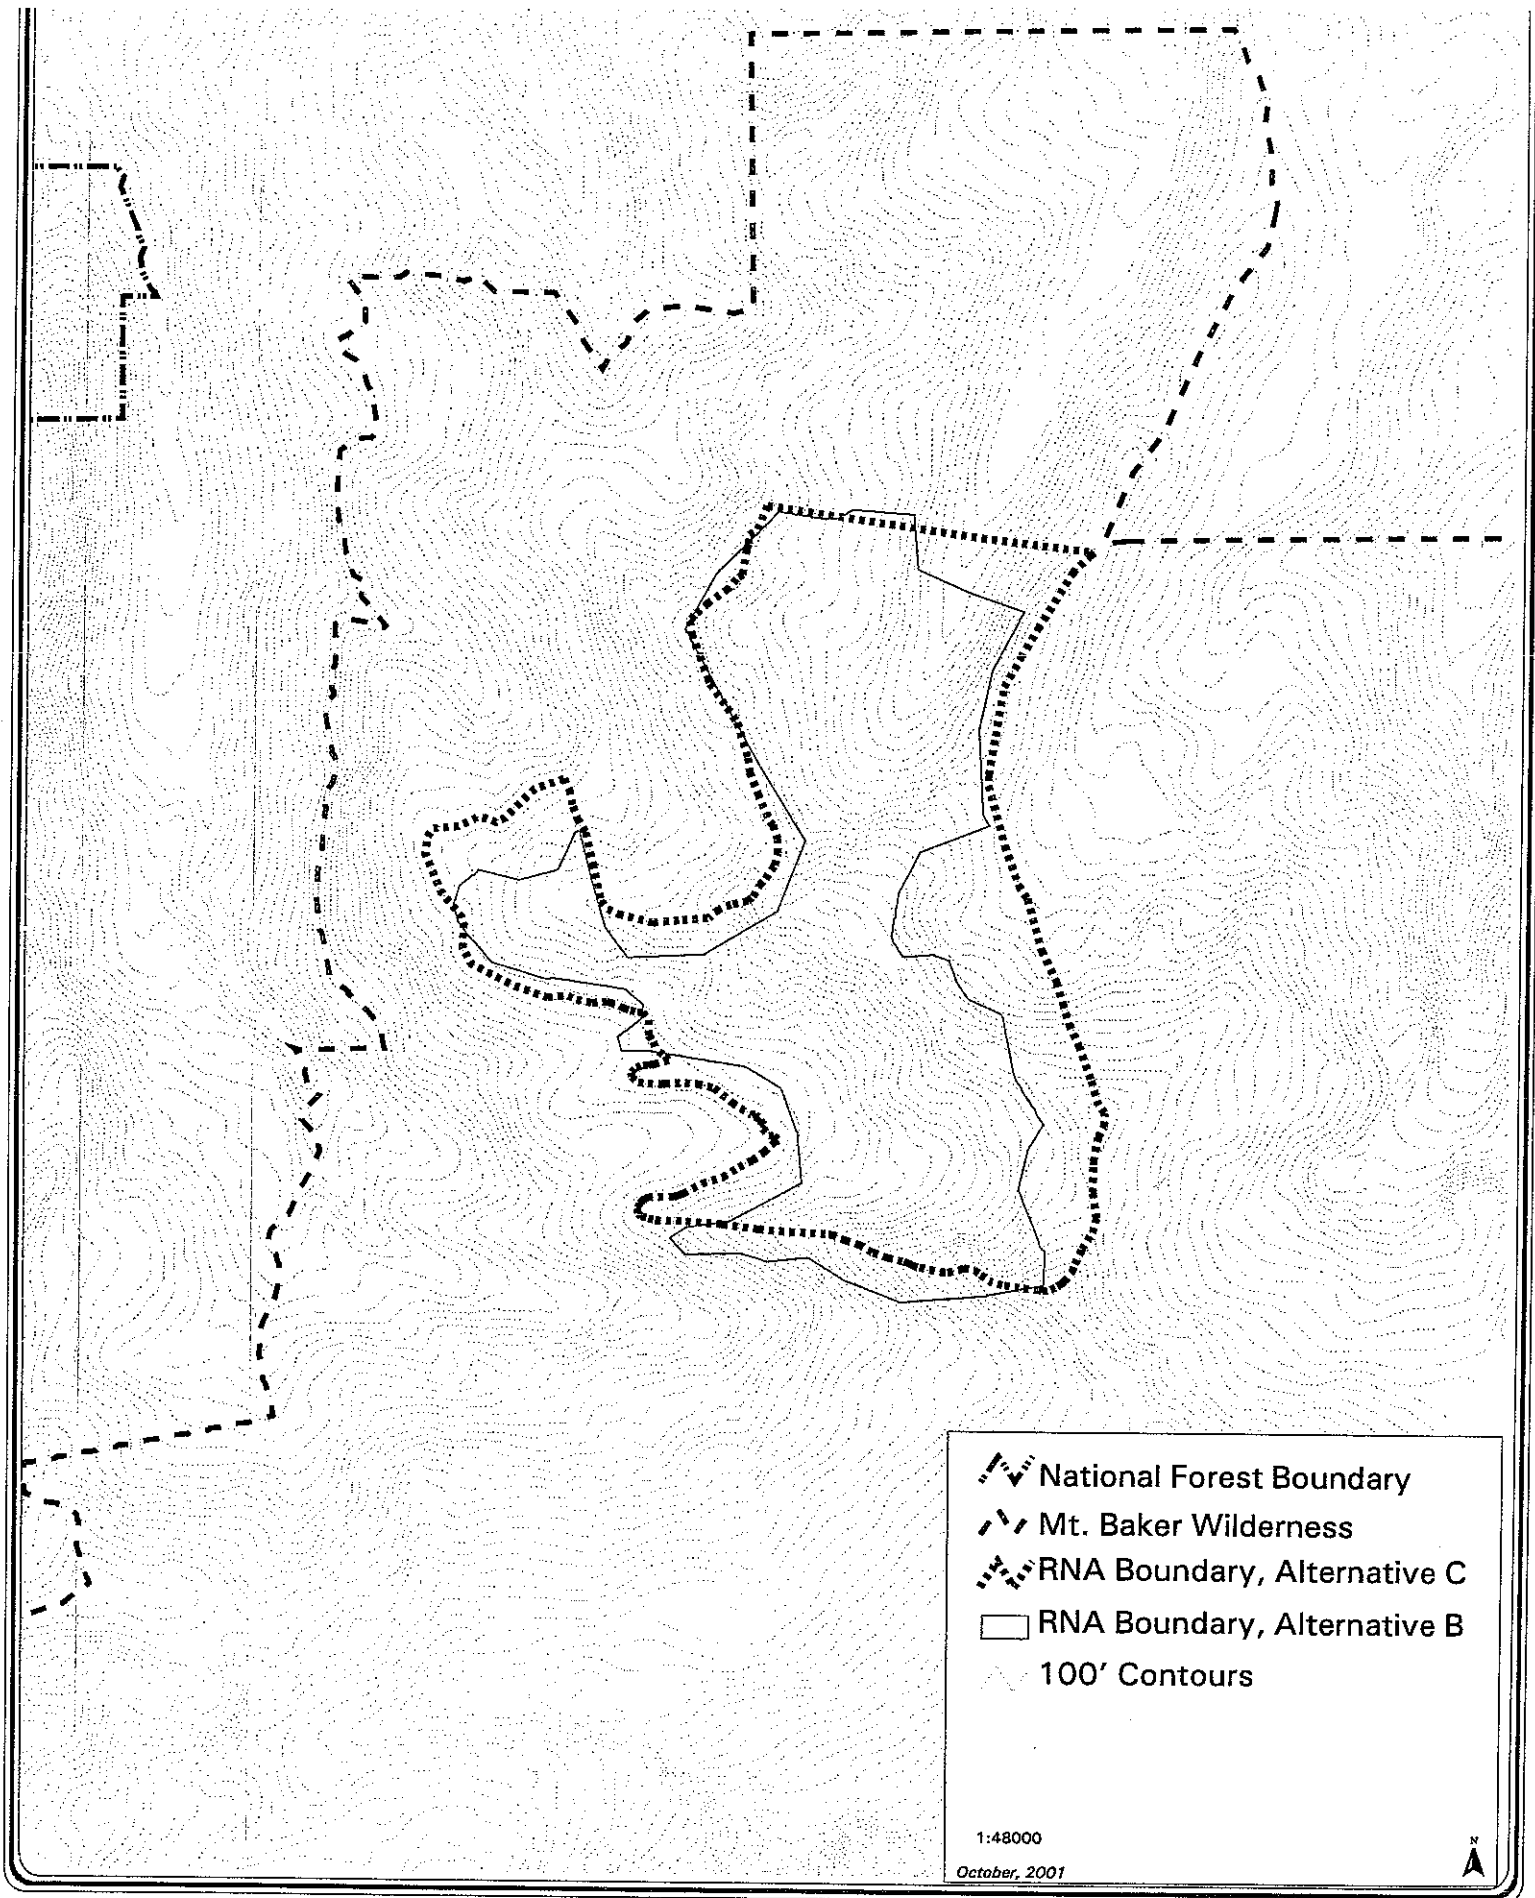 National Forest Boundary
Mt. Baker Wilderness
RNA Boundary, Alternative C
RNA Boundary, Alternative B
100' Contours
1:48000
October, 2001
N